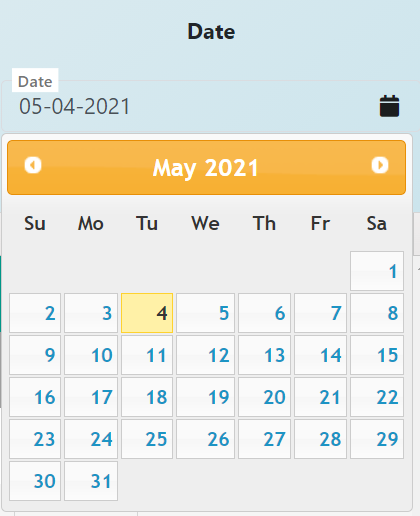 Date
Date
05-04-2021
May 2021
Su Mo Tu We Th Fr Sa
1
2 3 4 5 6 7 8
9 10 11 12 13 14 15
16 17 18 19 20 21 22
23 24 25 26 27 28 29
30 31